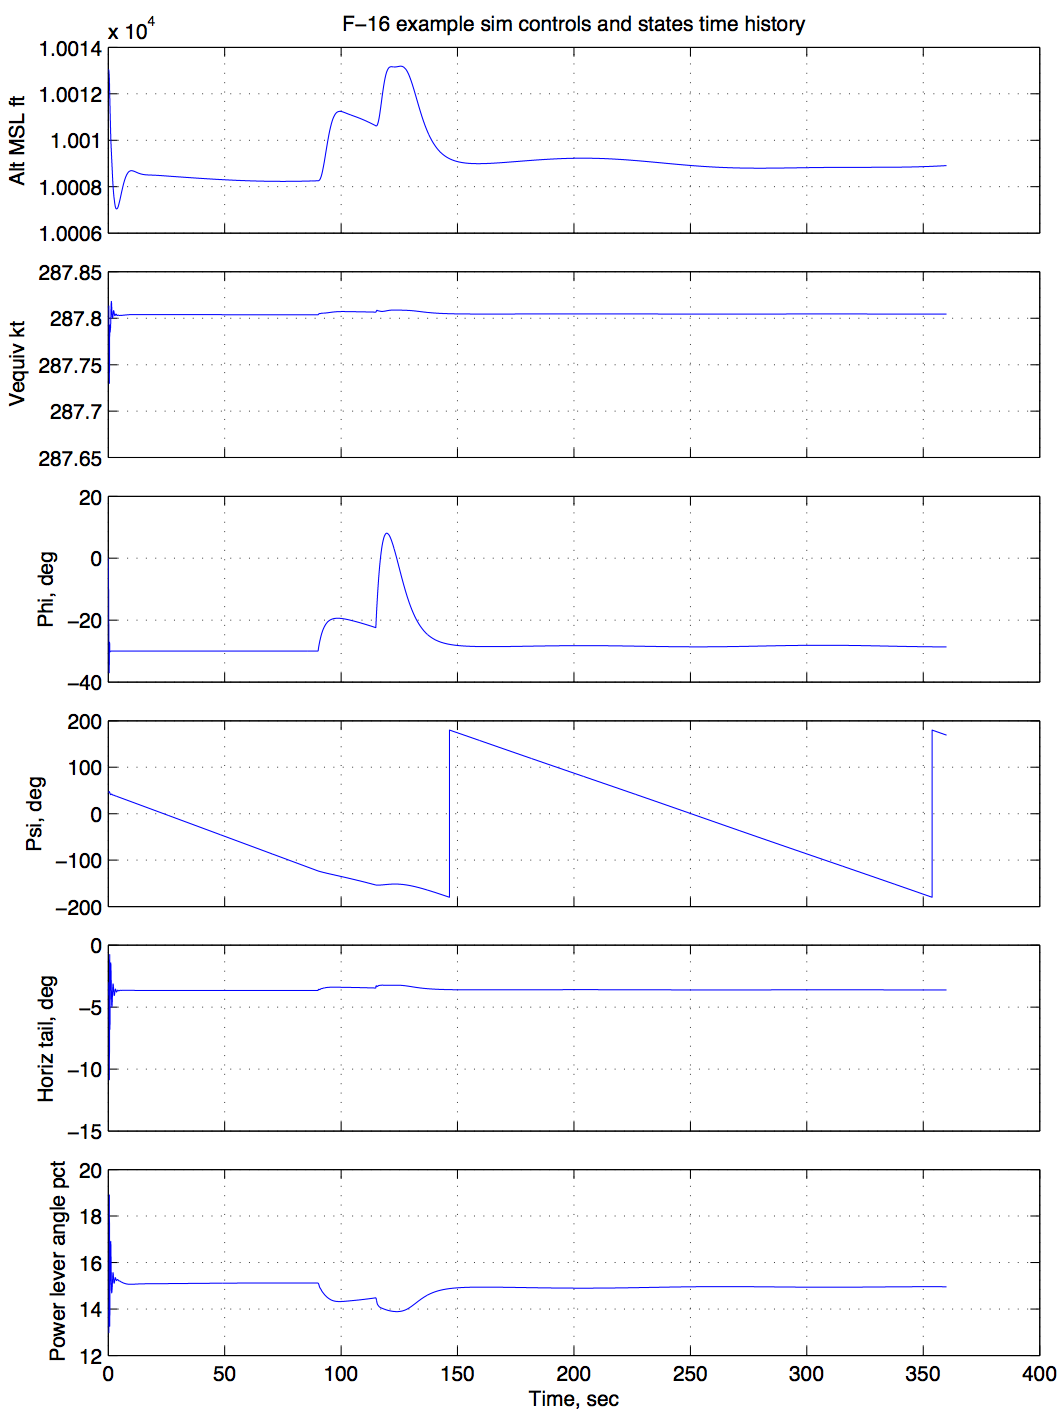 F−16 example sim controls and states time history
x 10^4
1.0014
1.0012
1.001
1.0008
1.0006
Alt MSL ft
287.85
287.8
287.75
287.7
287.65
Vequiv kt
20
0
−20
−40
Phi, deg
200
100
0
−100
−200
Psi, deg
0
−5
−10
−15
Horiz tail, deg
20
18
16
14
12
Power lever angle pct
0 50 100 150 200 250 300 350 400
Time, sec